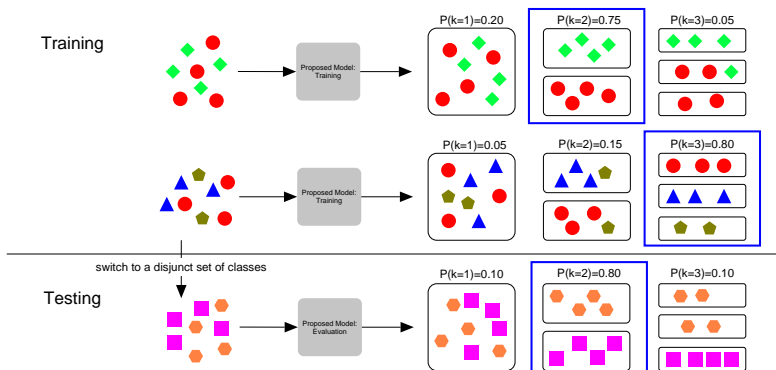 Training
P(k=1)=0.20
P(k=2)=0.75
P(k=3)=0.05
Proposed Model:
Training
P(k=1)=0.05
P(k=2)=0.15
P(k=3)=0.80
Proposed Model:
Training
switch to a disjunct set of classes
Testing
P(k=1)=0.10
P(k=2)=0.80
P(k=3)=0.10
Proposed Model:
Evaluation